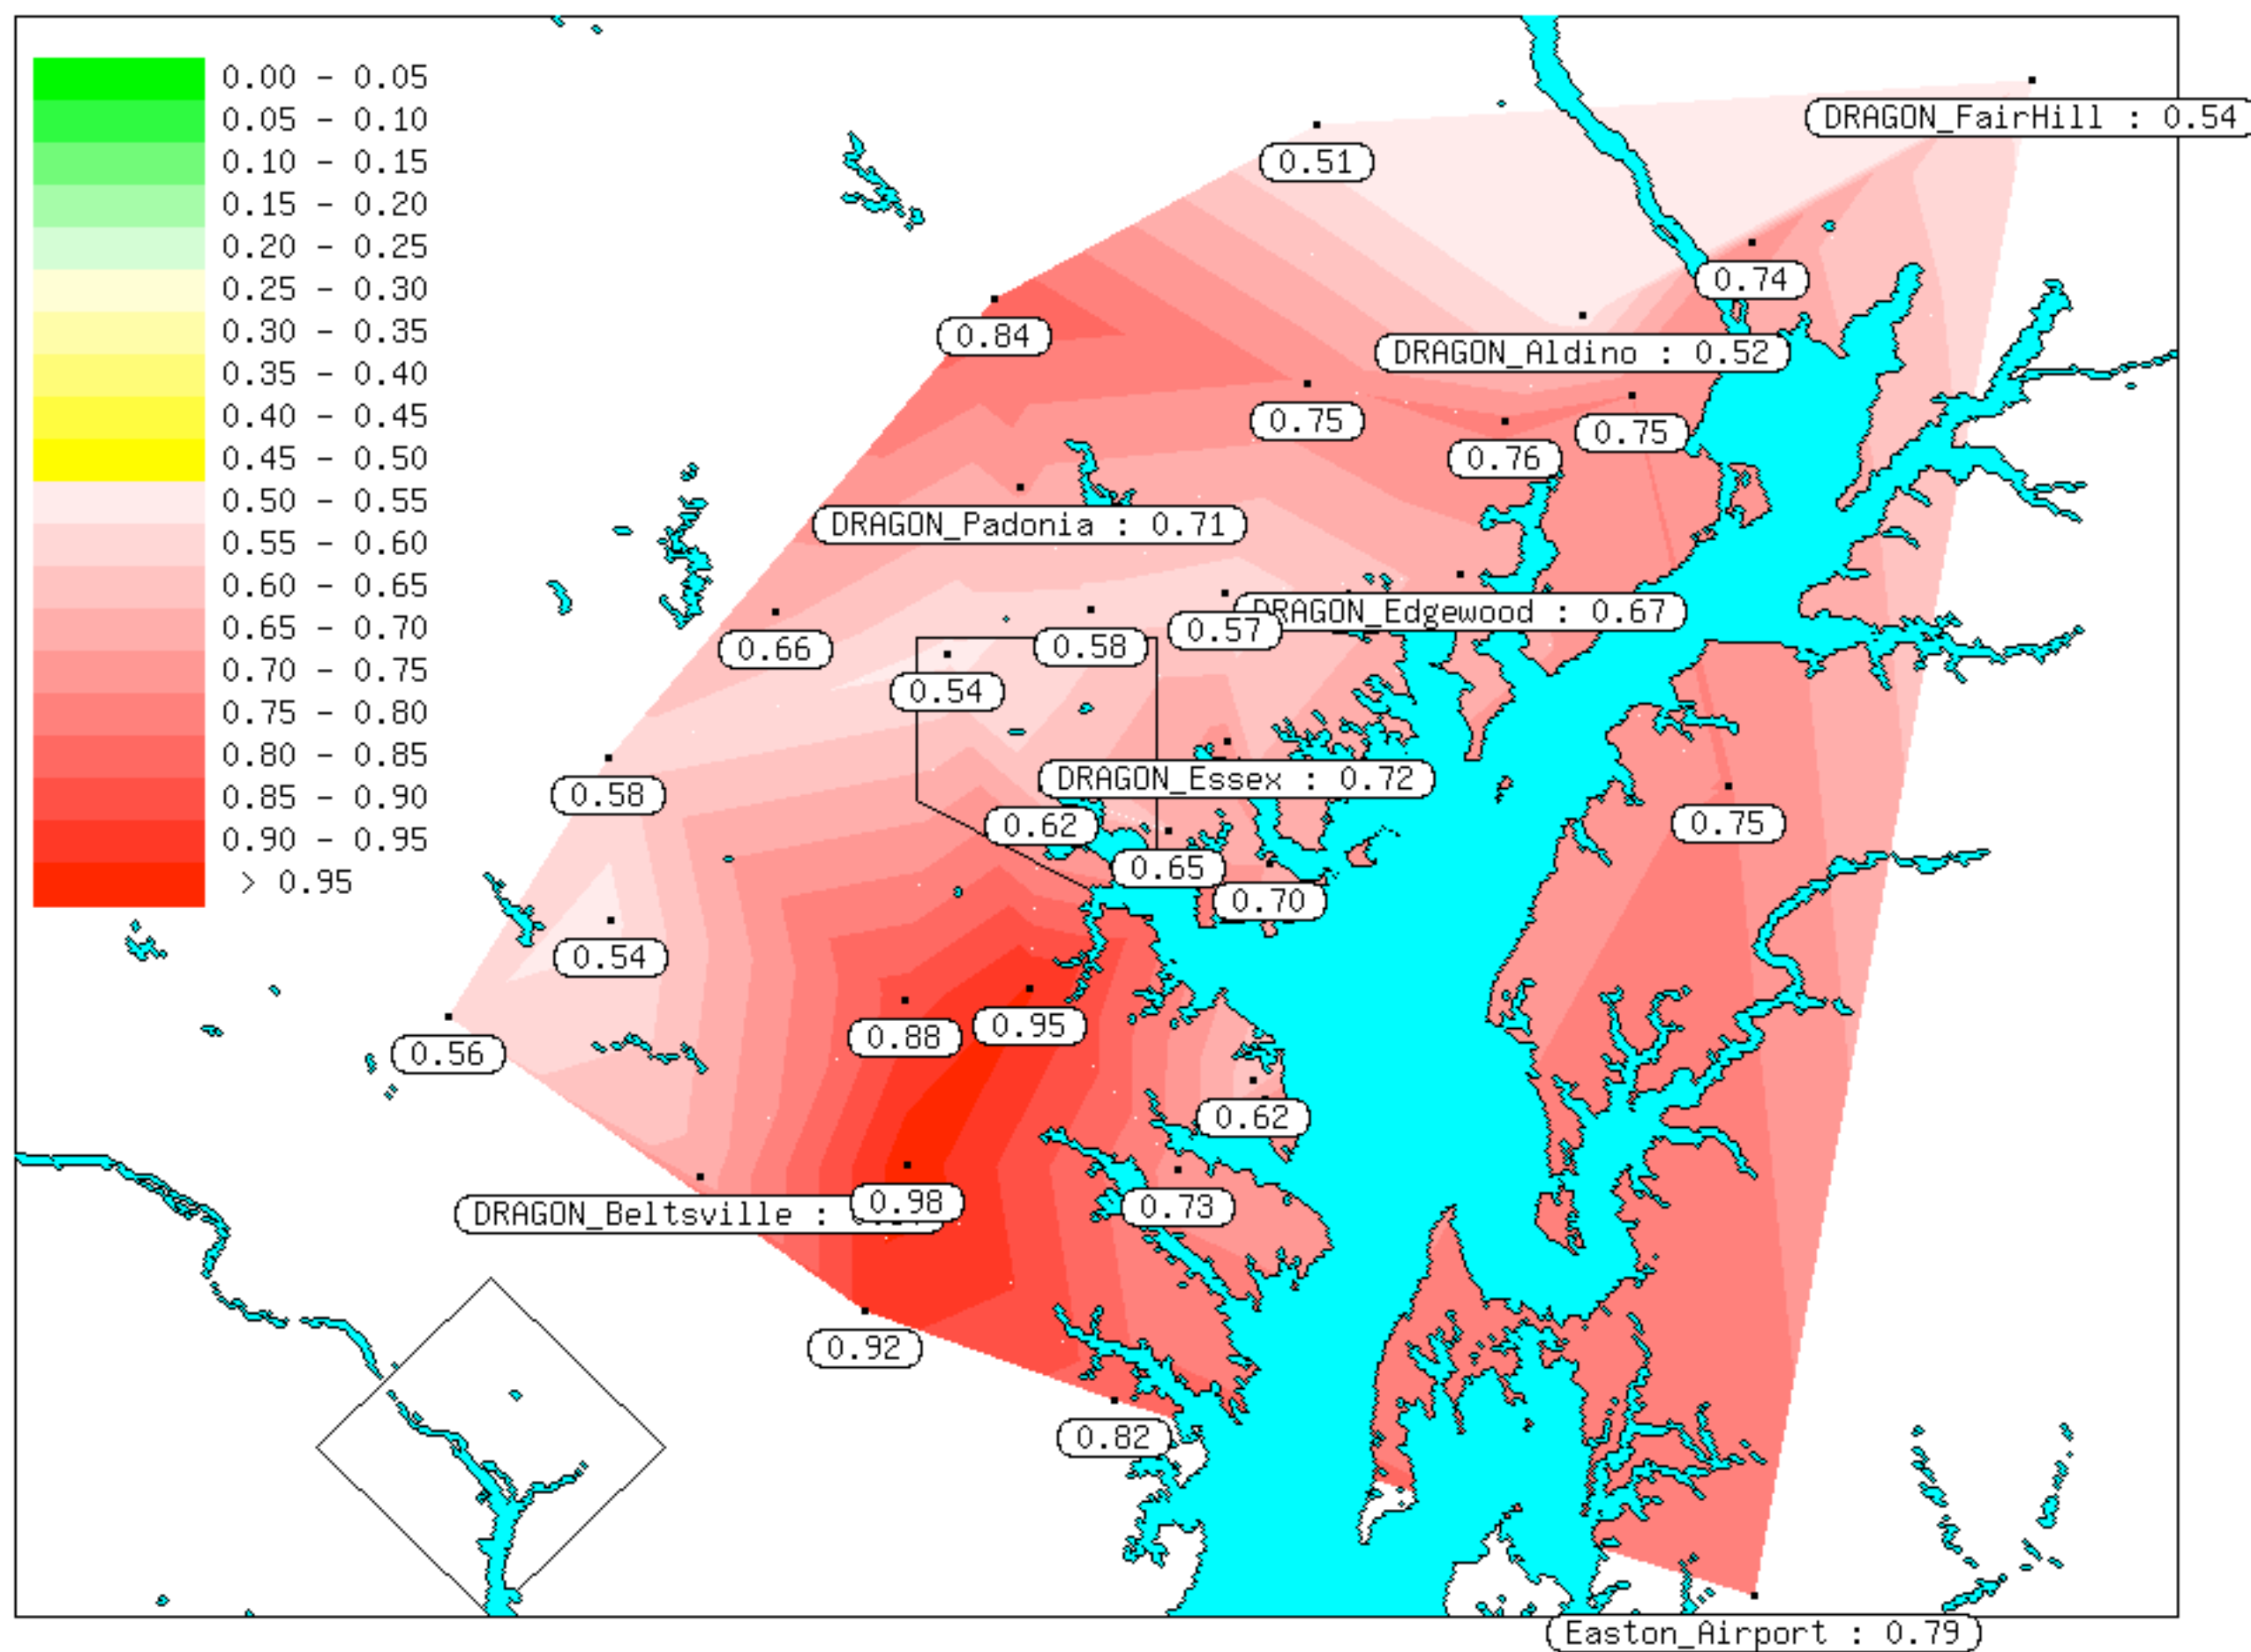 0.00 - 0.05
0.05 - 0.10
0.10 - 0.15
0.15 - 0.20
0.20 - 0.25
0.25 - 0.30
0.30 - 0.35
0.35 - 0.40
0.40 - 0.45
0.45 - 0.50
0.50 - 0.55
0.55 - 0.60
0.60 - 0.65
0.65 - 0.70
0.70 - 0.75
0.75 - 0.80
0.80 - 0.85
0.85 - 0.90
0.90 - 0.95
> 0.95
DRAGON_FairHill : 0.54
0.51
0.74
0.84
DRAGON_Aldino : 0.52
0.75
0.75
0.76
DRAGON_Padonia : 0.71
DRAGON_Edgewood : 0.67
0.57
0.58
0.66
0.54
DRAGON_Essex : 0.72
0.58
0.62
0.75
0.65
0.70
0.54
0.95
0.88
0.56
0.62
0.98
0.73
DRAGON_Beltsville :
0.92
0.82
Easton_Airport : 0.79